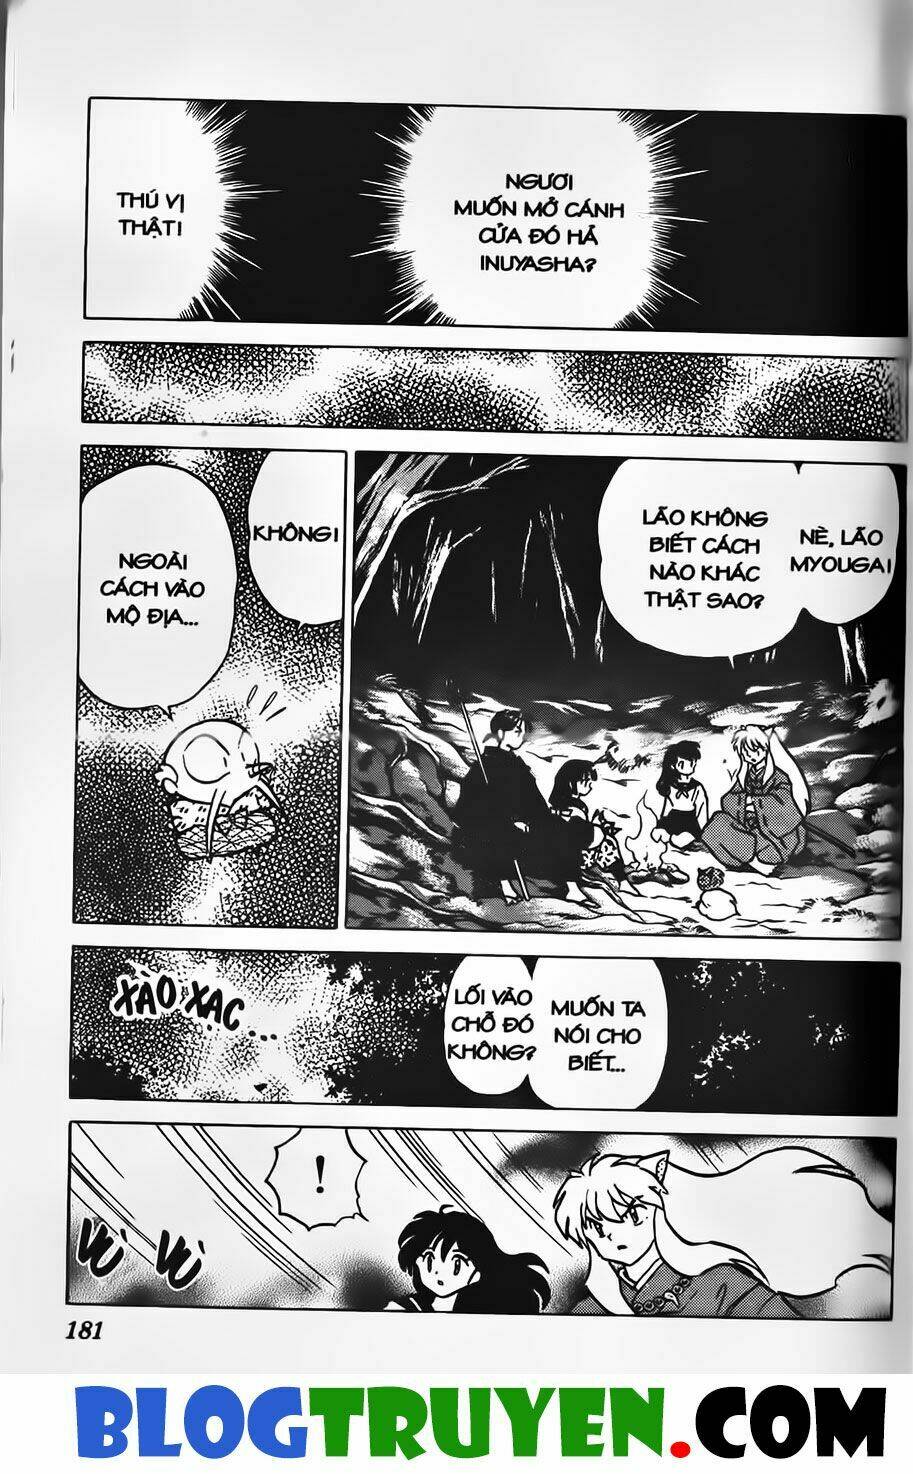 NGƯƠI
MUỐN MỞ CÁNH
CỬA ĐÓ HẢ
INUYASHA?
THÚ VỊ
THẬT!
NÈ, LÃO
MYOUGA!
LÃO KHÔNG
BIẾT CÁCH
NÀO KHÁC
THẬT SAO?
KHÔNG!
NGOÀI
CÁCH VÀO
MỘ ĐỊA...
MUỐN TA
NÓI CHO
BIẾT...
LỐI VÀO
CHỖ ĐÓ
KHÔNG?
XÀO XẠC...
!
VÙ VÙ
181
BLOGTRUYEN.COM